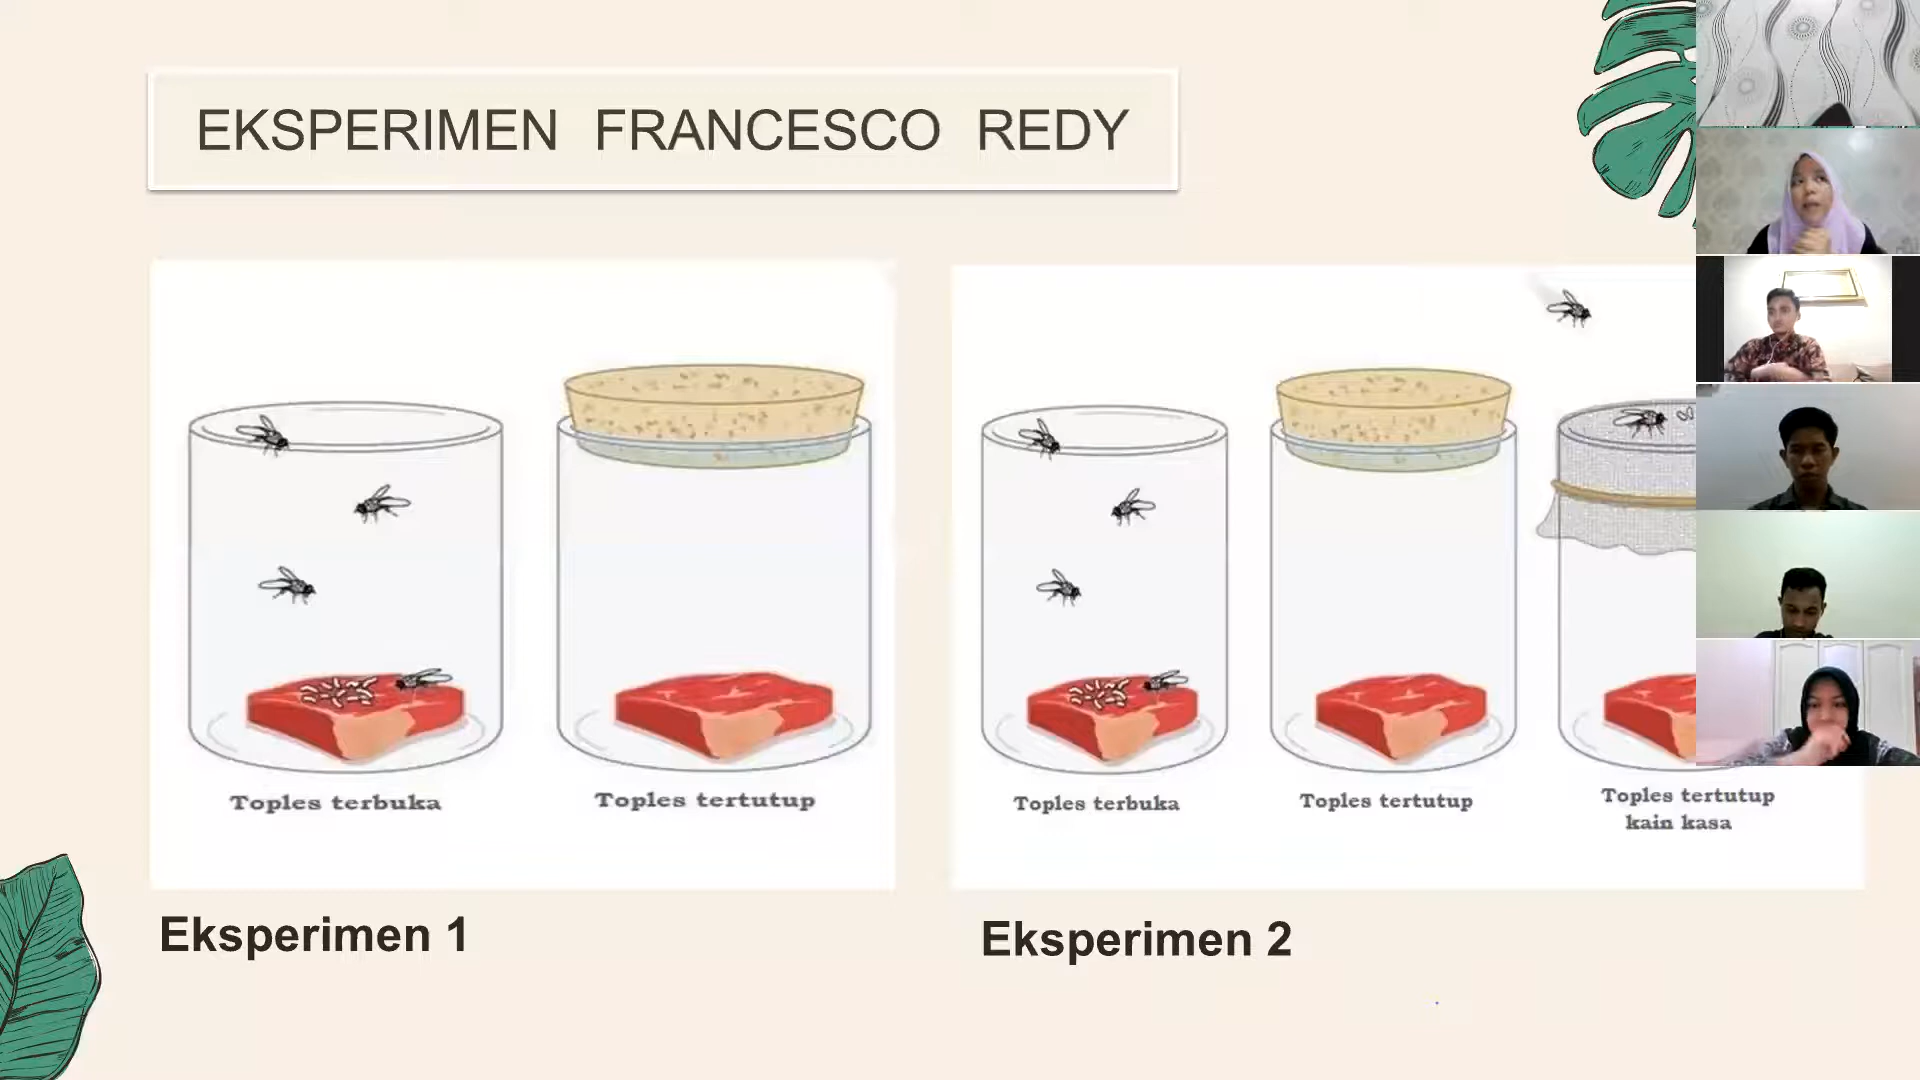 EKSPERIMEN FRANCESCO REDY
Toples terbuka
Toples tertutup
Eksperimen 1
Toples terbuka
Toples tertutup
Toples tertutup
kain kasa
Eksperimen 2